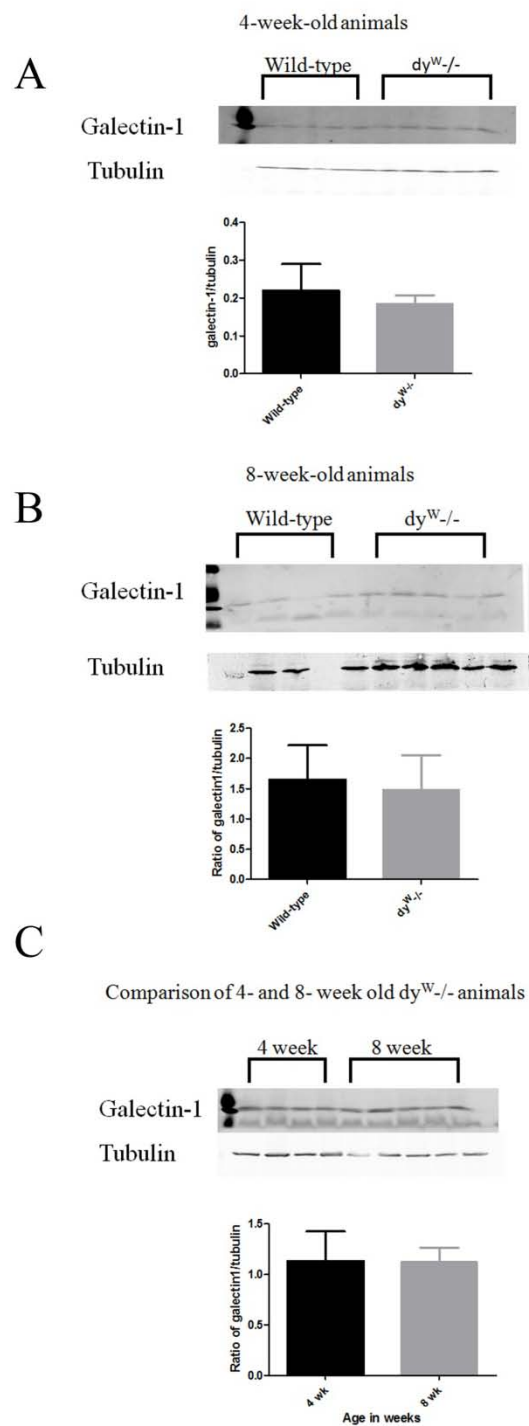 4-week-old animals
A
Wild-type dyᵂ-/-
Galectin-1
Tubulin
galectin-1/tubulin
0.4
0.3
0.2
0.1
0.0
Wild-type
dyᵂ-/-
8-week-old animals
B
Wild-type dyᵂ-/-
Galectin-1
Tubulin
Ratio of galectin1/tubulin
2.5
2.0
1.5
1.0
0.5
0.0
Wild-type
dyᵂ-/-
C
Comparison of 4- and 8- week old dyᵂ-/- animals
4 week 8 week
Galectin-1
Tubulin
Ratio of galectin1/tubulin
1.5
1.0
0.5
0.0
4 wk
8 wk
Age in weeks